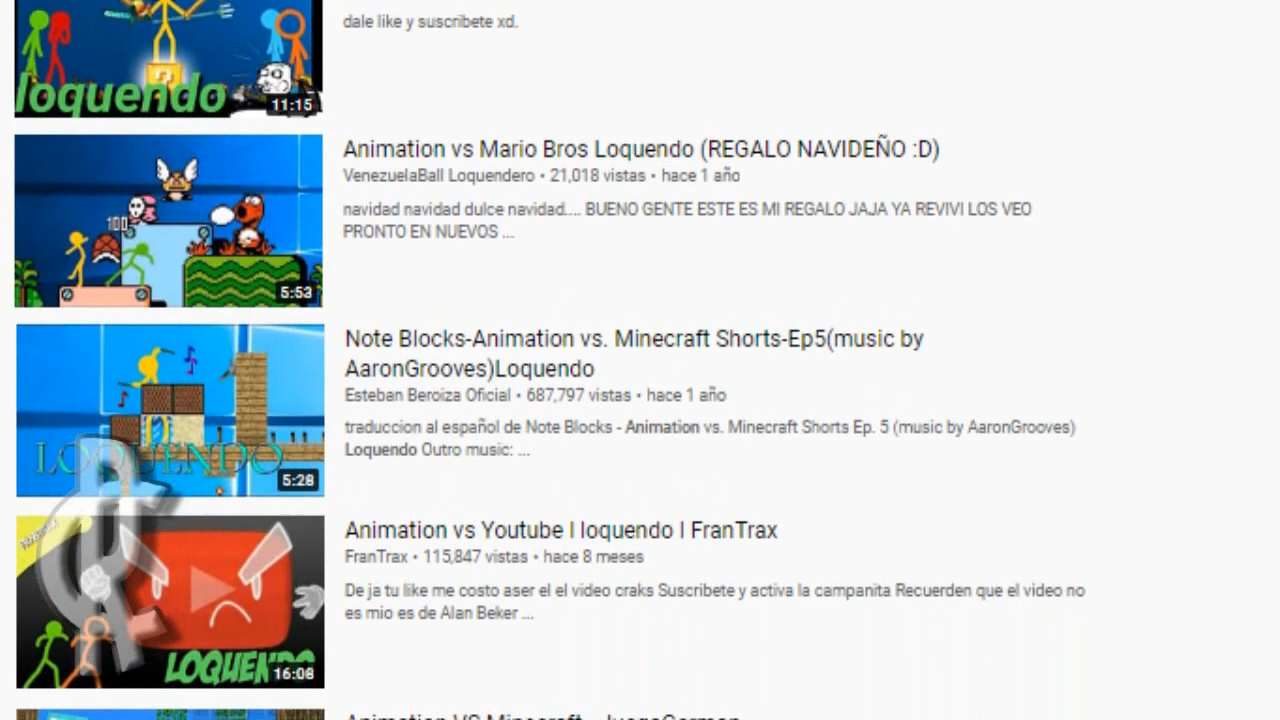 dale like y suscribete xd.
loquendo
11:15
Animation vs Mario Bros Loquendo (REGALO NAVIDEÑO :D)
VenezuelaBall Loquendero • 21,018 vistas • hace 1 año
navidad navidad dulce navidad.... BUENO GENTE ESTE ES MI REGALO JAJA YA REVIVI LOS VEO
PRONTO EN NUEVOS ...
100
5:53
Note Blocks-Animation vs. Minecraft Shorts-Ep5(music by
AaronGrooves)Loquendo
Esteban Beroiza Oficial • 687,797 vistas • hace 1 año
traduccion al español de Note Blocks - Animation vs. Minecraft Shorts Ep. 5 (music by AaronGrooves)
Loquendo Outro music: ...
LOQUENDO
5:28
Animation vs Youtube l loquendo l FranTrax
FranTrax • 115,847 vistas • hace 8 meses
De ja tu like me costo aser el el video craks Suscribete y activa la campanita Recuerden que el video no
es mio es de Alan Beker ...
LOQUENDO
16:08
Animation VS Minecraft - JuegaGerman